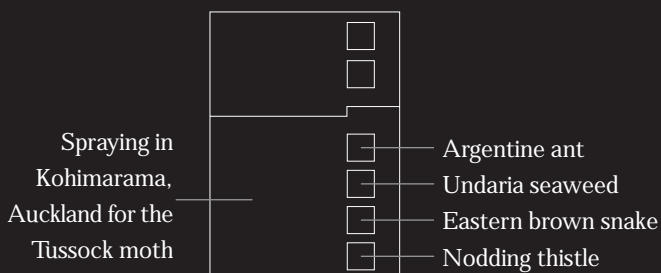 Spraying in
Kohimarama,
Auckland for the
Tussock moth
Argentine ant
Undaria seaweed
Eastern brown snake
Nodding thistle